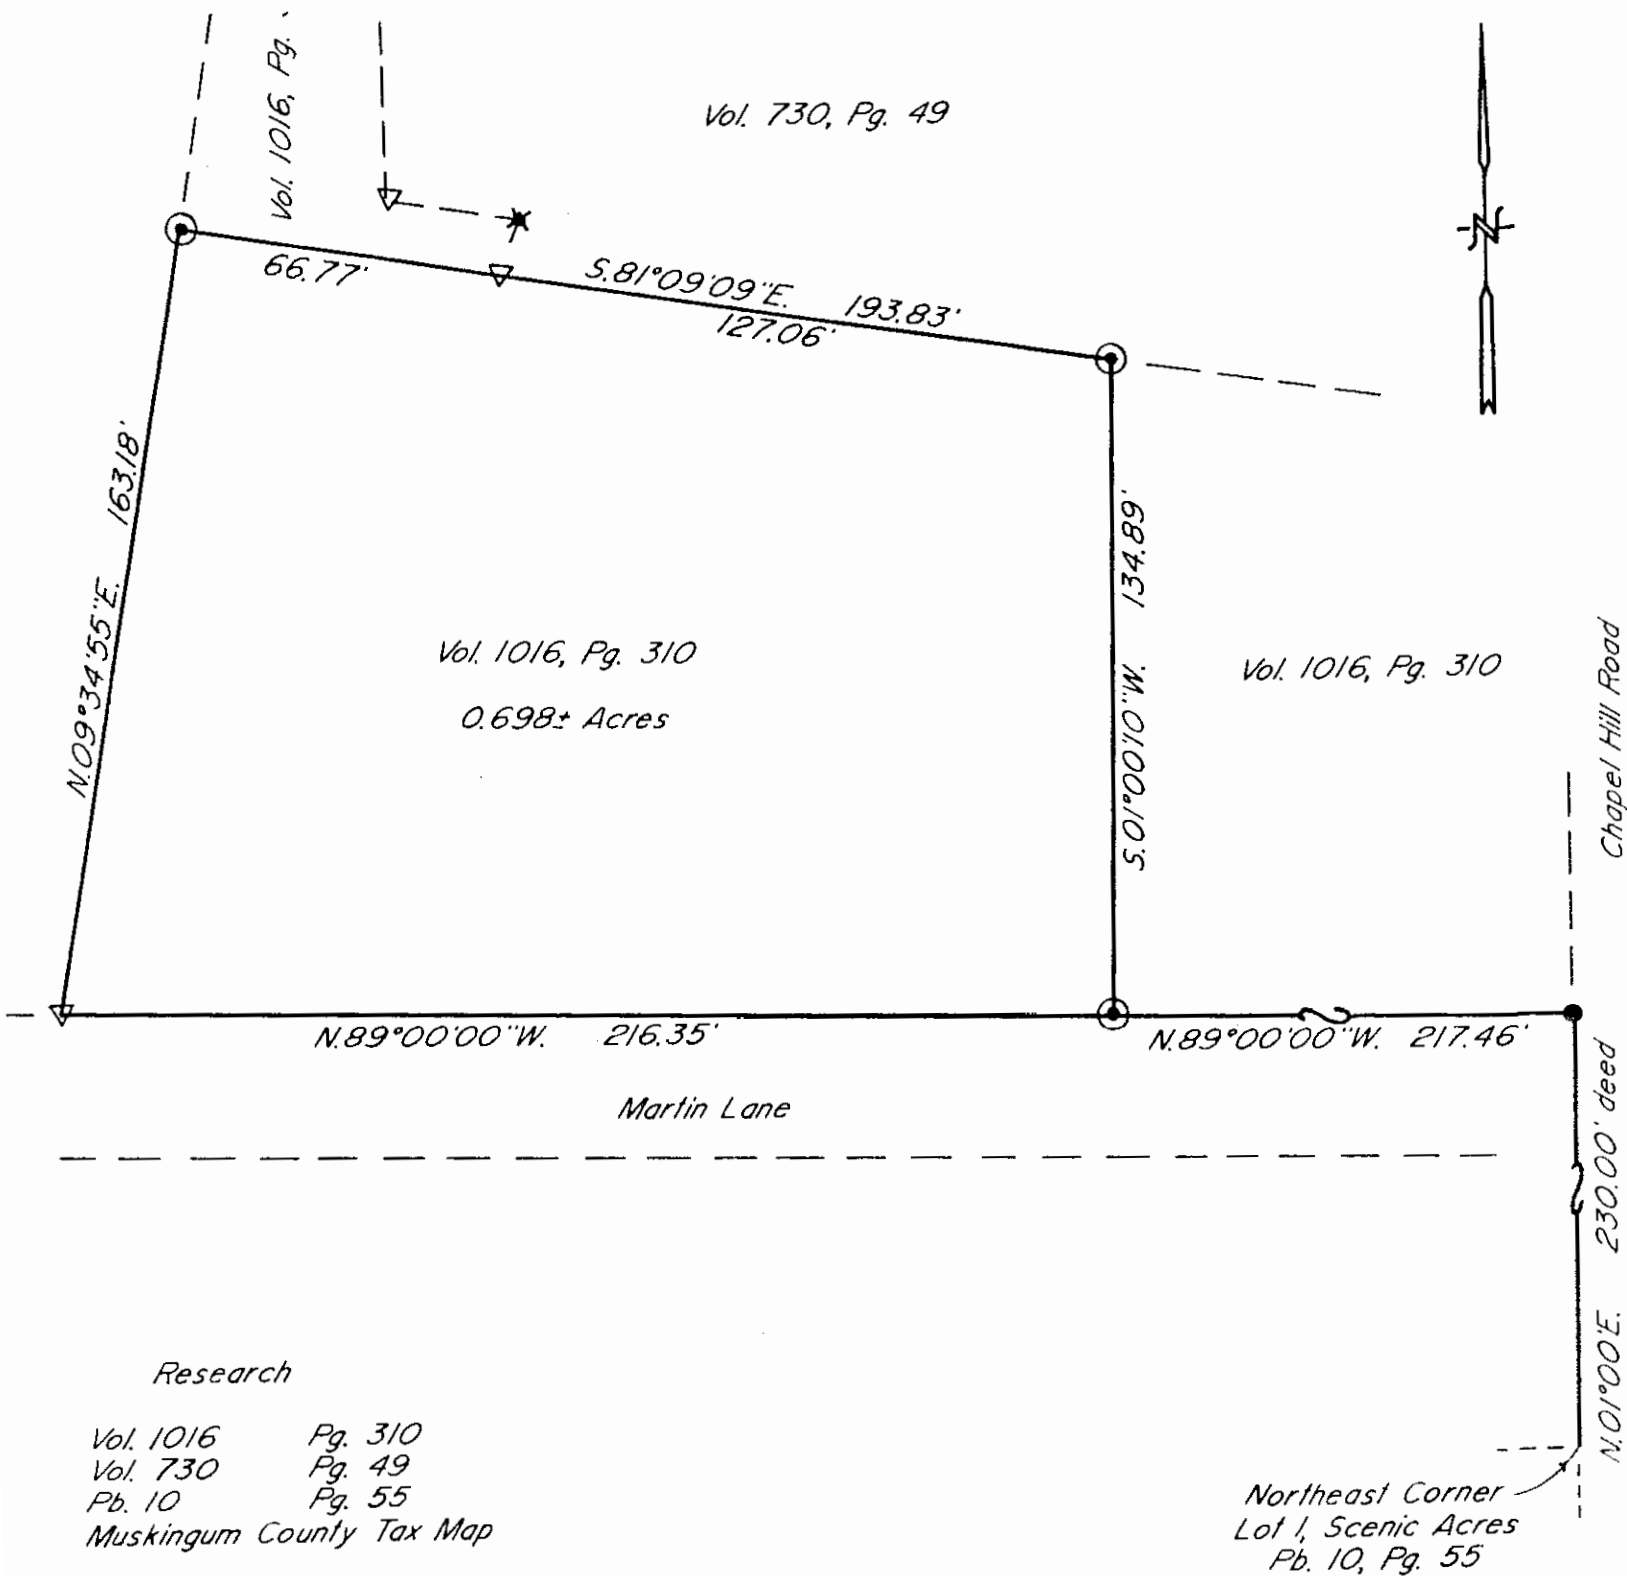 Vol. 1016, Pg.
Vol. 730, Pg. 49
N
66.77'
S.81°09'09"E. 193.83'
127.06'
N.09°34'55"E. 163.18'
S.01°00'10"W. 134.89'
Vol. 1016, Pg. 310
0.698± Acres
Vol. 1016, Pg. 310
Chapel Hill Road
N.89°00'00"W. 216.35'
N.89°00'00"W. 217.46'
Martin Lane
N.01°00'E. 230.00' deed
Research
Vol. 1016 Pg. 310
Vol. 730 Pg. 49
Pb. 10 Pg. 55
Muskingum County Tax Map
Northeast Corner
Lot 1, Scenic Acres
Pb. 10, Pg. 55